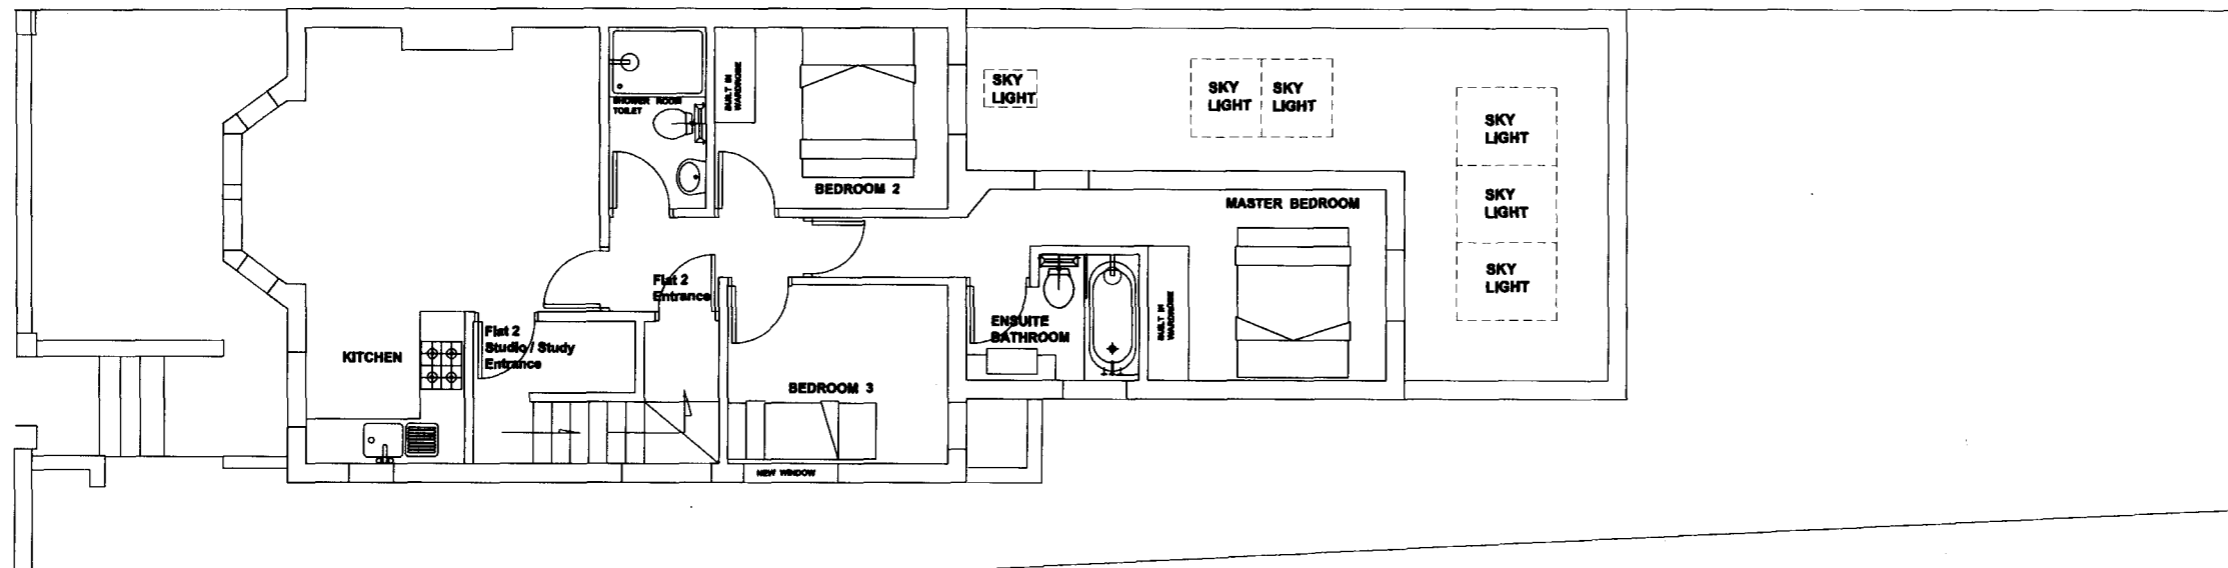 SHOWER ROOM
TOILET
BUILT IN
WARDROBE
BEDROOM 2
SKY
LIGHT
SKY
LIGHT
SKY
LIGHT
SKY
LIGHT
SKY
LIGHT
SKY
LIGHT
MASTER BEDROOM
Flat 2
Entrance
Flat 2
Studio / Study
Entrance
KITCHEN
ENSUITE
BATHROOM
BUILT IN
WARDROBE
BEDROOM 3
NEW WINDOW